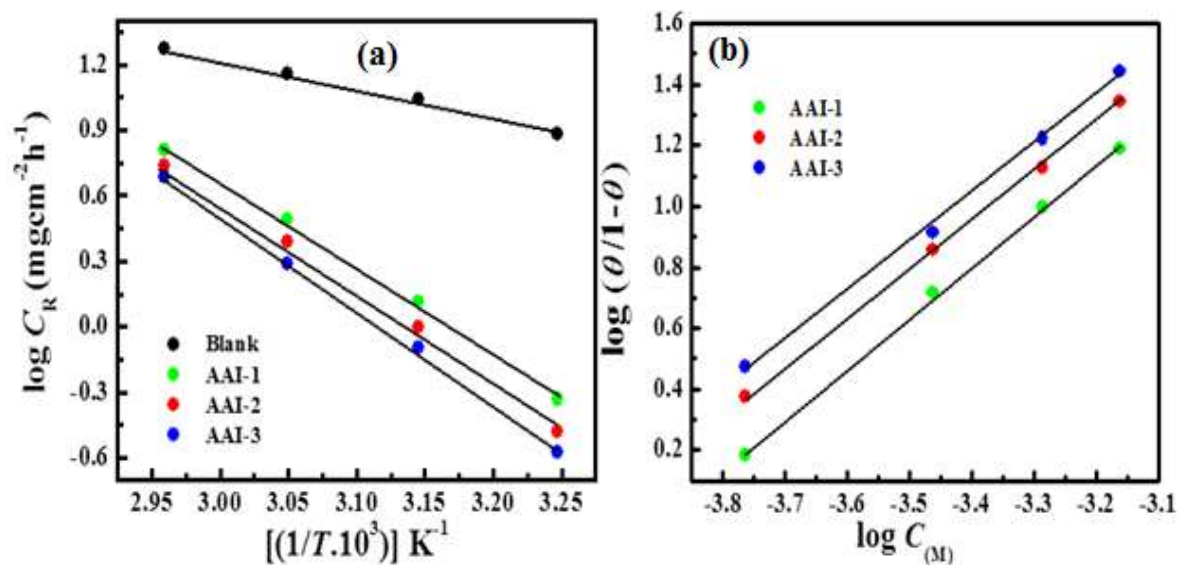 (a)
log C_R (mgcm⁻²h⁻¹)
1.2
0.9
0.6
0.3
0.0
-0.3
-0.6
Blank
AAI-1
AAI-2
AAI-3
2.95 3.00 3.05 3.10 3.15 3.20 3.25
[(1/T.10³)] K⁻¹
(b)
log (θ/1-θ)
1.6
1.4
1.2
1.0
0.8
0.6
0.4
0.2
AAI-1
AAI-2
AAI-3
-3.8 -3.7 -3.6 -3.5 -3.4 -3.3 -3.2 -3.1
log C_(M)